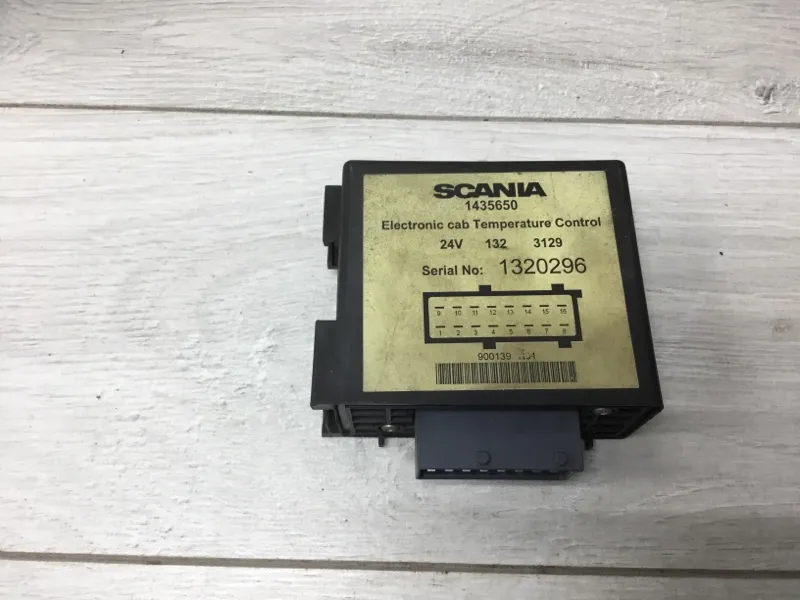 SCANIA
1435650
Electronic cab Temperature Control
24V 132 3129
Serial No: 1320296
9 10 11 12 13 14 15 16
1 2 3 4 5 6 7 8
900139